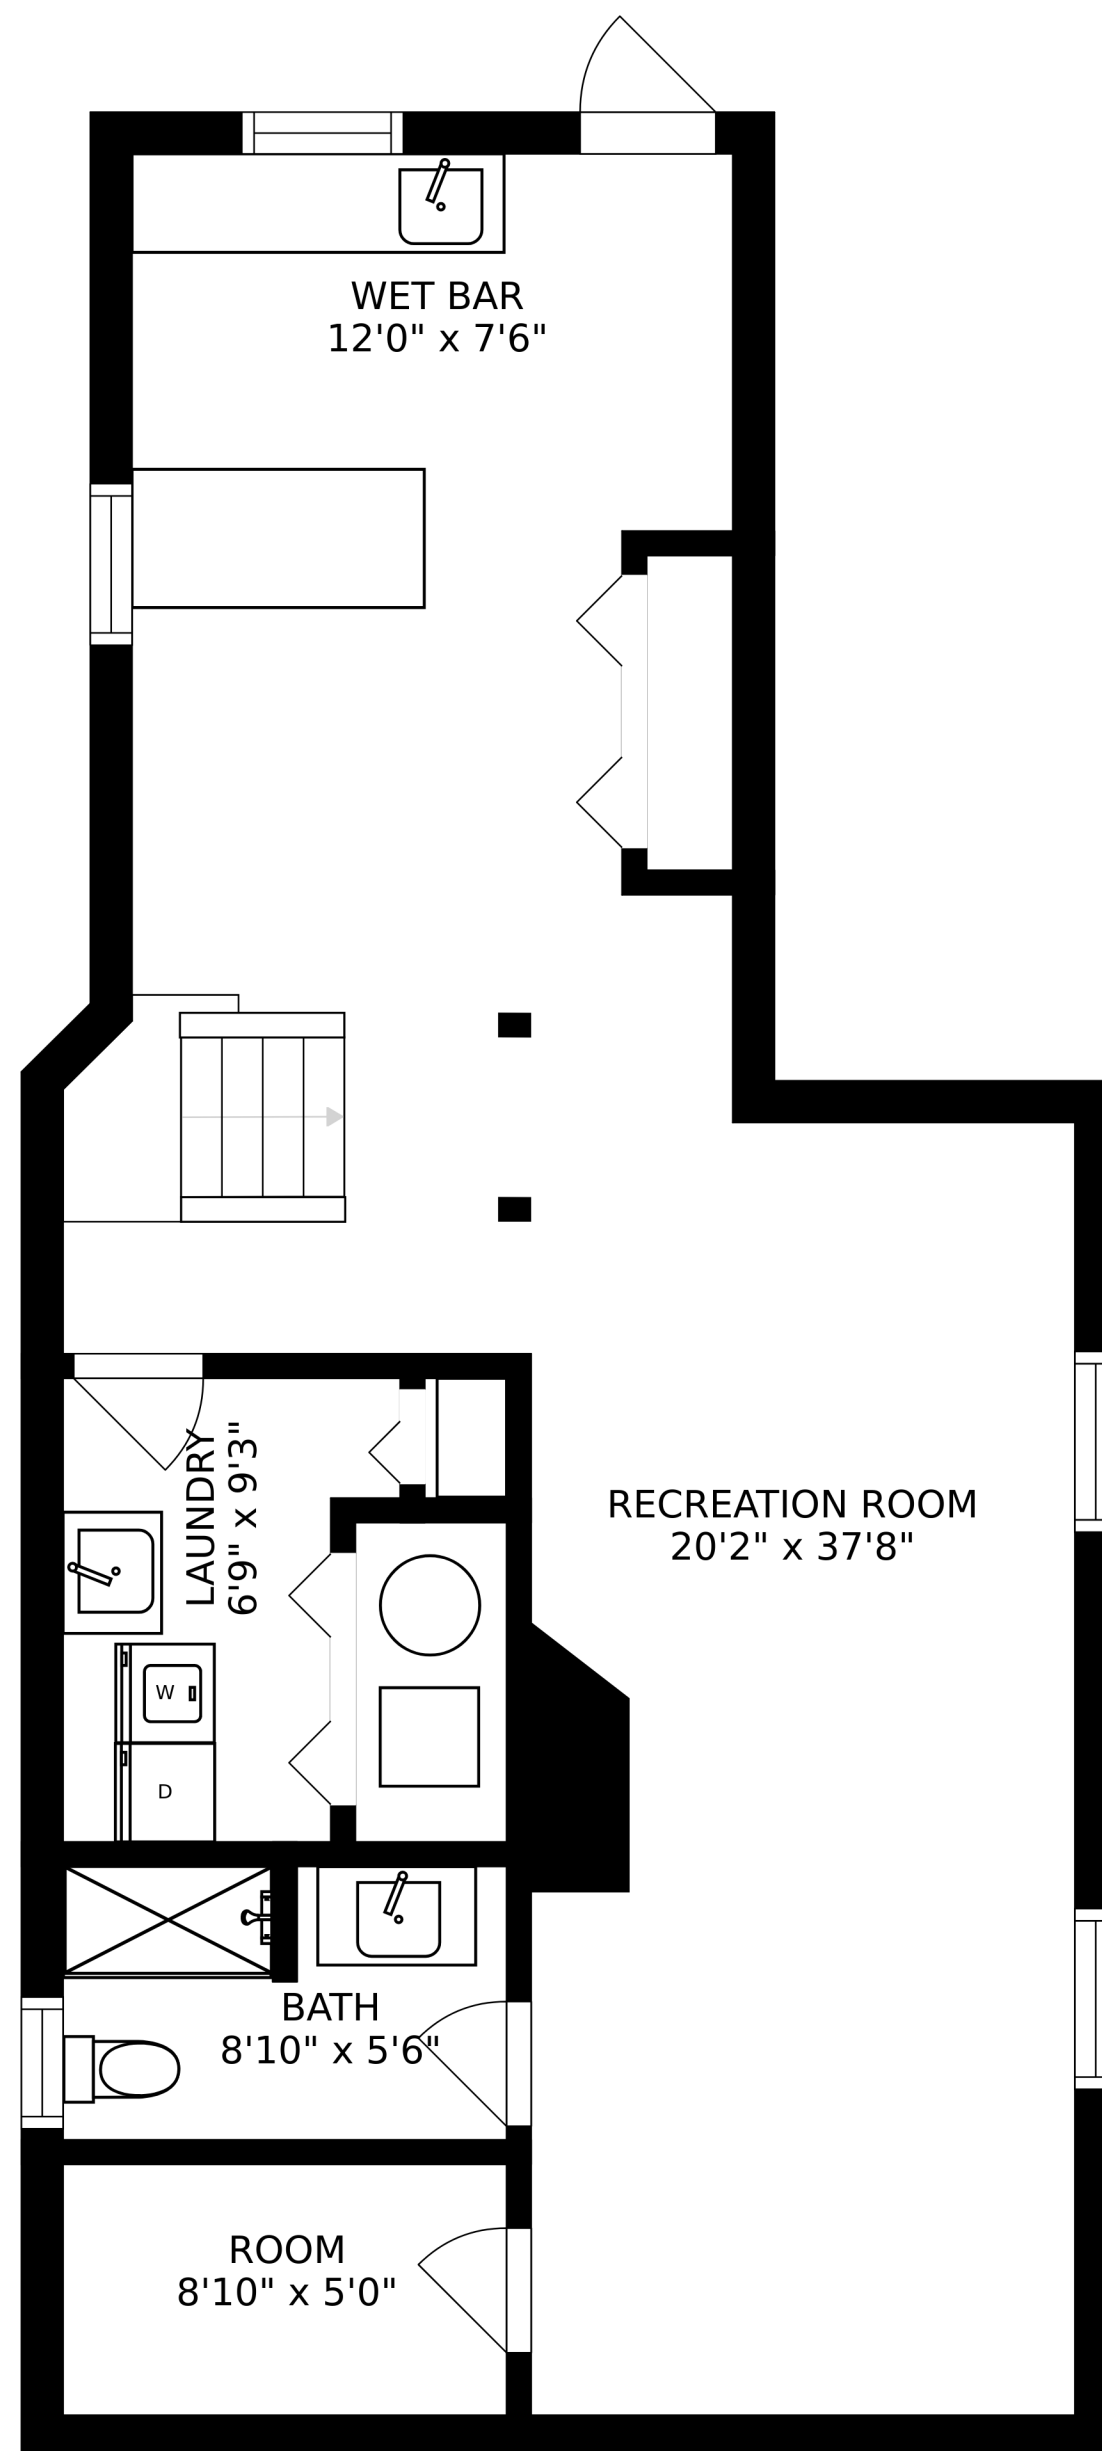 WET BAR
12'0" x 7'6"
LAUNDRY
6'9" x 9'3"
RECREATION ROOM
20'2" x 37'8"
W
D
BATH
8'10" x 5'6"
ROOM
8'10" x 5'0"